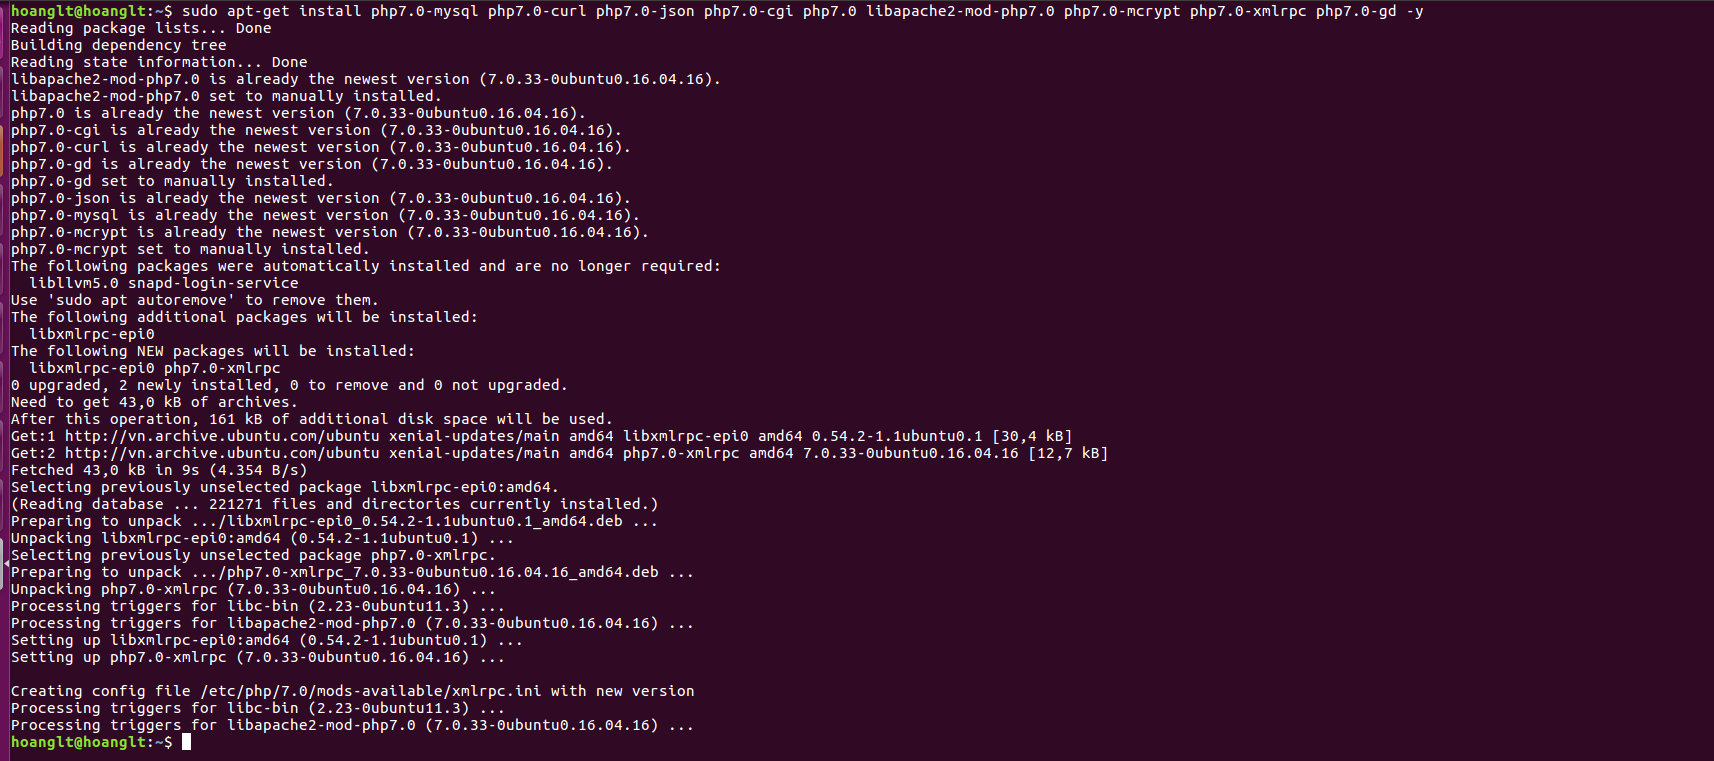 hoanglt@hoanglt:~$ sudo apt-get install php7.0-mysql php7.0-curl php7.0-json php7.0-cgi php7.0 libapache2-mod-php7.0 php7.0-mcrypt php7.0-xmlrpc php7.0-gd -y
Reading package lists... Done
Building dependency tree
Reading state information... Done
libapache2-mod-php7.0 is already the newest version (7.0.33-0ubuntu0.16.04.16).
libapache2-mod-php7.0 set to manually installed.
php7.0 is already the newest version (7.0.33-0ubuntu0.16.04.16).
php7.0-cgi is already the newest version (7.0.33-0ubuntu0.16.04.16).
php7.0-curl is already the newest version (7.0.33-0ubuntu0.16.04.16).
php7.0-gd is already the newest version (7.0.33-0ubuntu0.16.04.16).
php7.0-gd set to manually installed.
php7.0-json is already the newest version (7.0.33-0ubuntu0.16.04.16).
php7.0-mysql is already the newest version (7.0.33-0ubuntu0.16.04.16).
php7.0-mcrypt is already the newest version (7.0.33-0ubuntu0.16.04.16).
php7.0-mcrypt set to manually installed.
The following packages were automatically installed and are no longer required:
  libllvm5.0 snapd-login-service
Use 'sudo apt autoremove' to remove them.
The following additional packages will be installed:
  libxmlrpc-epi0
The following NEW packages will be installed:
  libxmlrpc-epi0 php7.0-xmlrpc
0 upgraded, 2 newly installed, 0 to remove and 0 not upgraded.
Need to get 43,0 kB of archives.
After this operation, 161 kB of additional disk space will be used.
Get:1 http://vn.archive.ubuntu.com/ubuntu xenial-updates/main amd64 libxmlrpc-epi0 amd64 0.54.2-1.1ubuntu0.1 [30,4 kB]
Get:2 http://vn.archive.ubuntu.com/ubuntu xenial-updates/main amd64 php7.0-xmlrpc amd64 7.0.33-0ubuntu0.16.04.16 [12,7 kB]
Fetched 43,0 kB in 9s (4.354 B/s)
Selecting previously unselected package libxmlrpc-epi0:amd64.
(Reading database ... 221271 files and directories currently installed.)
Preparing to unpack .../libxmlrpc-epi0_0.54.2-1.1ubuntu0.1_amd64.deb ...
Unpacking libxmlrpc-epi0:amd64 (0.54.2-1.1ubuntu0.1) ...
Selecting previously unselected package php7.0-xmlrpc.
Preparing to unpack .../php7.0-xmlrpc_7.0.33-0ubuntu0.16.04.16_amd64.deb ...
Unpacking php7.0-xmlrpc (7.0.33-0ubuntu0.16.04.16) ...
Processing triggers for libc-bin (2.23-0ubuntu11.3) ...
Processing triggers for libapache2-mod-php7.0 (7.0.33-0ubuntu0.16.04.16) ...
Setting up libxmlrpc-epi0:amd64 (0.54.2-1.1ubuntu0.1) ...
Setting up php7.0-xmlrpc (7.0.33-0ubuntu0.16.04.16) ...

Creating config file /etc/php/7.0/mods-available/xmlrpc.ini with new version
Processing triggers for libc-bin (2.23-0ubuntu11.3) ...
Processing triggers for libapache2-mod-php7.0 (7.0.33-0ubuntu0.16.04.16) ...
hoanglt@hoanglt:~$